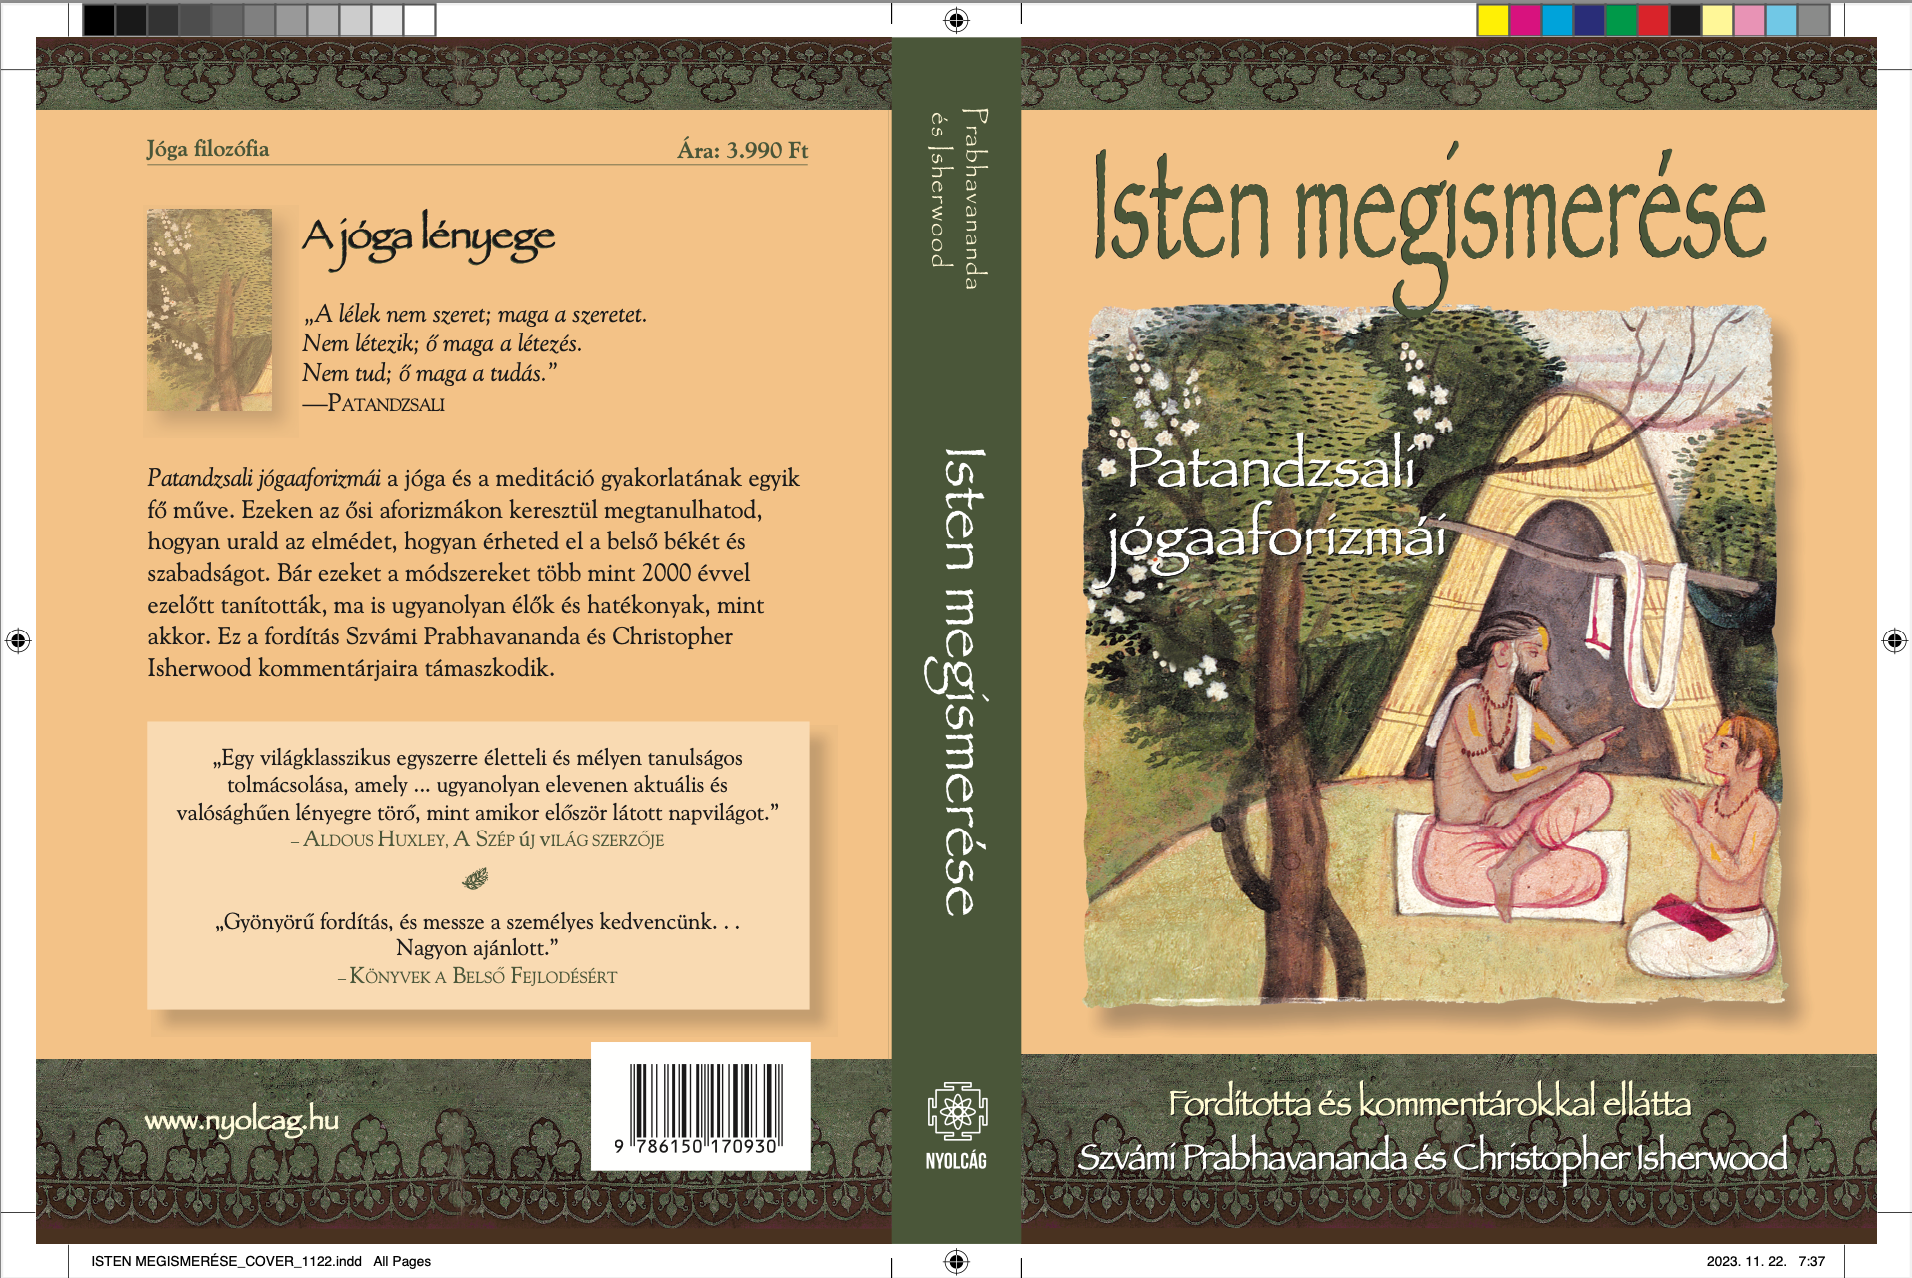 Jóga filozófia
Ára: 3.990 Ft
A jóga lényege
„A lélek nem szeret; maga a szeretet.
Nem létezik; ő maga a létezés.
Nem tud; ő maga a tudás.”
—PATANDZSALI
Patandzsali jógaaforizmái a jóga és a meditáció gyakorlatának egyik
fő műve. Ezeken az ősi aforizmákon keresztül megtanulhatod,
hogyan urald az elmédet, hogyan érheted el a belső békét és
szabadságot. Bár ezeket a módszereket több mint 2000 évvel
ezelőtt tanították, ma is ugyanolyan élők és hatékonyak, mint
akkor. Ez a fordítás Szvámi Prabhavananda és Christopher
Isherwood kommentárjaira támaszkodik.
„Egy világklasszikus egyszerre életteli és mélyen tanulságos
tolmácsolása, amely ... ugyanolyan elevenen aktuális és
valósághűen lényegre törő, mint amikor először látott napvilágot.”
– ALDOUS HUXLEY, A SZÉP új VILÁG SZERZŐJE
„Gyönyörű fordítás, és messze a személyes kedvencünk. . .
Nagyon ajánlott.”
– KÖNYVEK A BELSŐ FEJLODÉSÉRT
www.nyolcag.hu
9 786150 170930
Prabhavananda
és Isherwood
Isten megismerése
NYOLCÁG
Isten megismerése
Patandzsali
jógaaforizmái
Fordította és kommentárokkal ellátta
Szvámi Prabhavananda és Christopher Isherwood
ISTEN MEGISMERÉSE_COVER_1122.indd All Pages
2023. 11. 22. 7:37